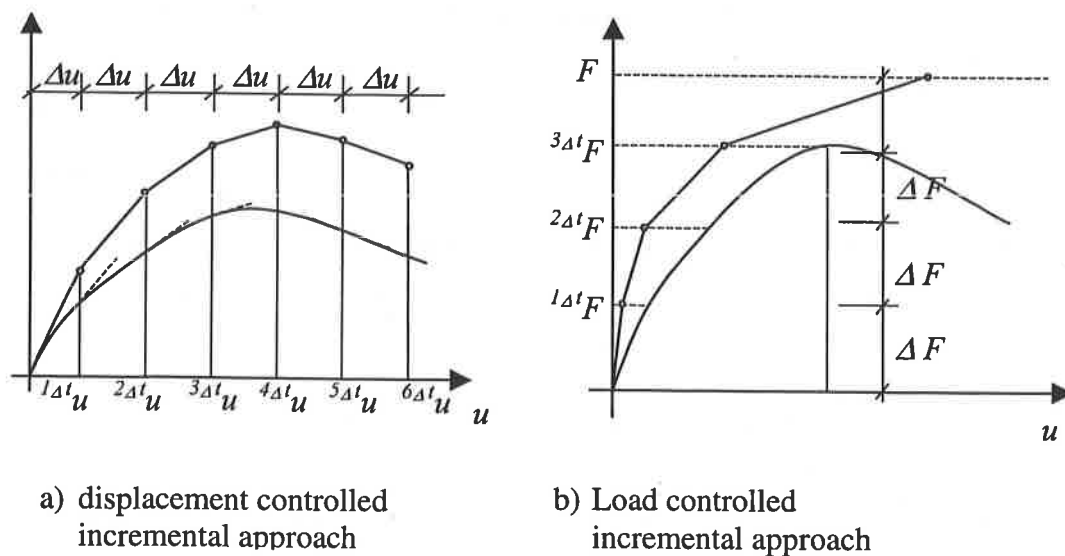 Δu Δu Δu Δu Δu Δu
1Δt u 2Δt u 3Δt u 4Δt u 5Δt u 6Δt u u
a) displacement controlled
incremental approach
F
3Δt F
ΔF
2Δt F
ΔF
1Δt F
ΔF
u
b) Load controlled
incremental approach